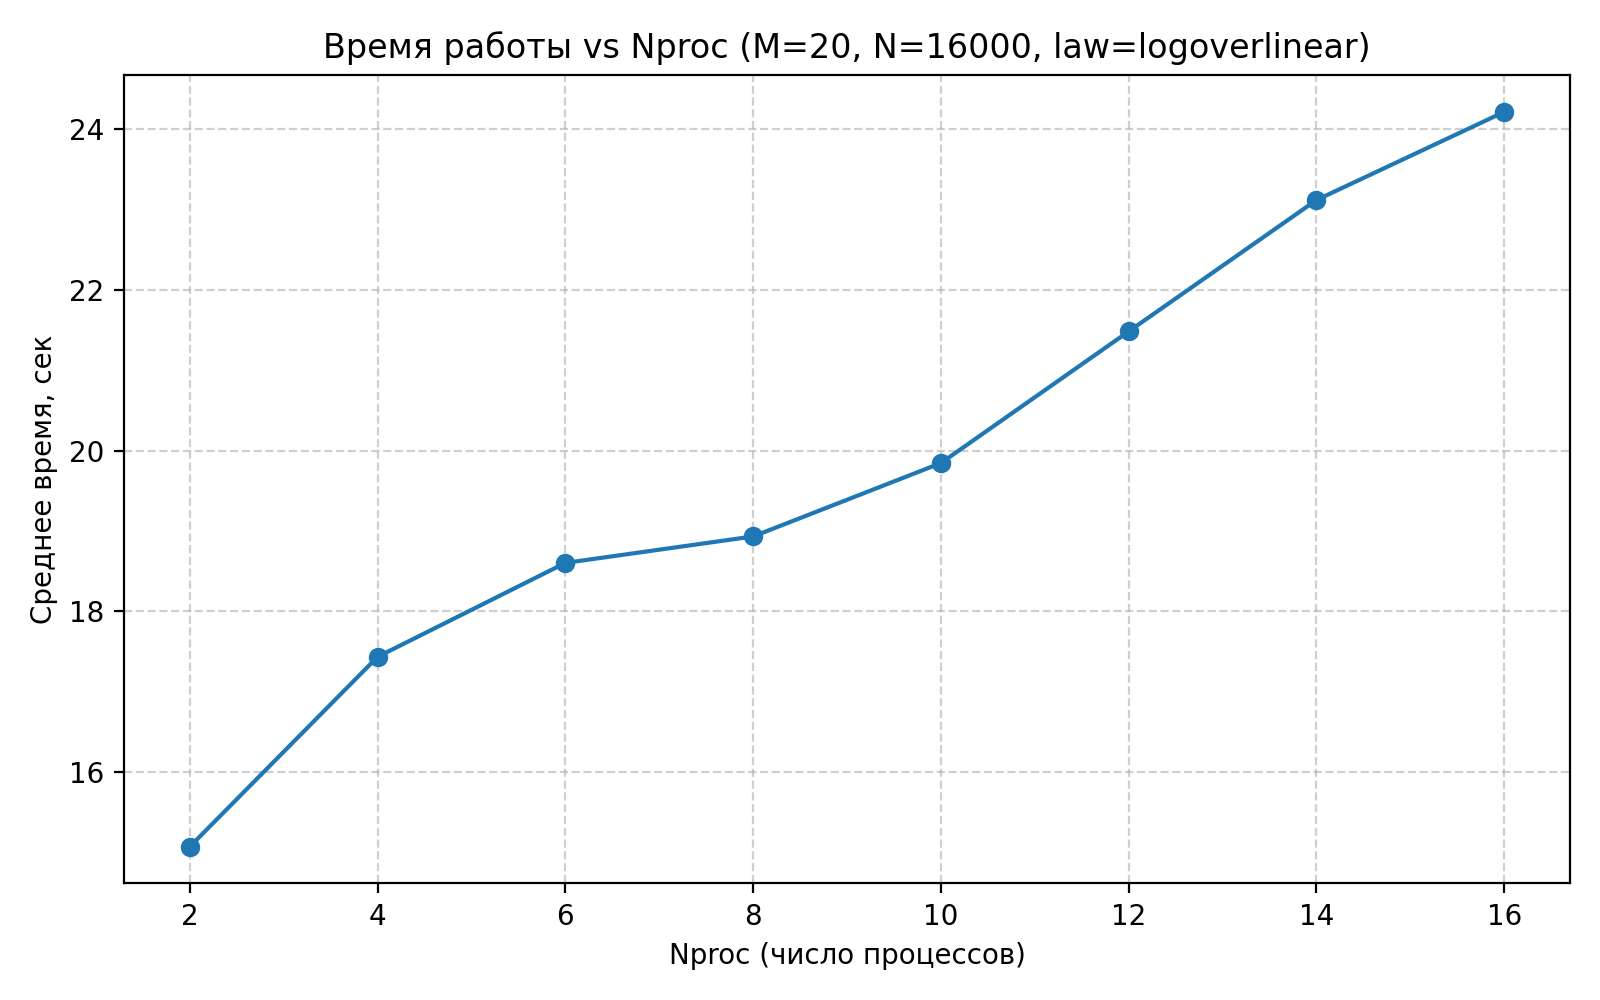 Время работы vs Nproc (M=20, N=16000, law=logoverlinear)
Среднее время, сек
24
22
20
18
16
2 4 6 8 10 12 14 16
Nproc (число процессов)